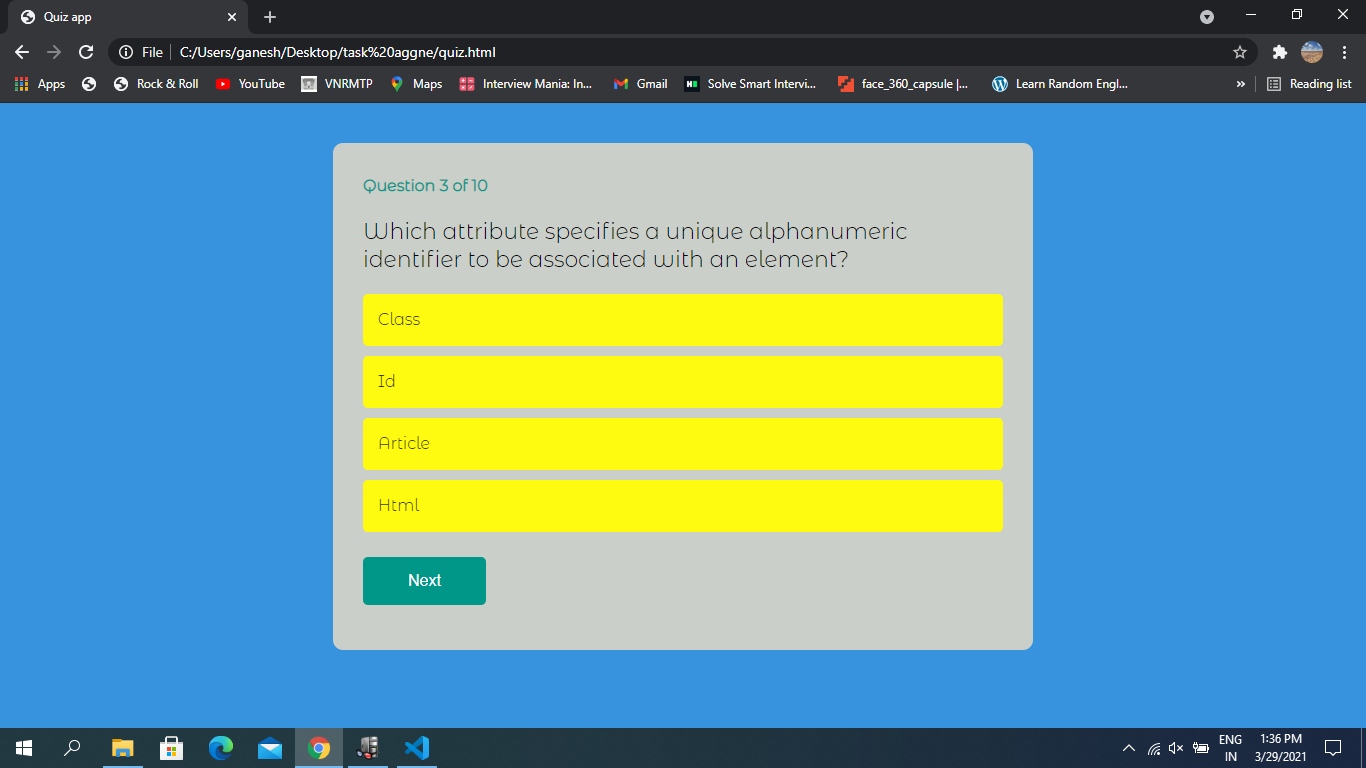 Quiz app
File C:/Users/ganesh/Desktop/task%20aggne/quiz.html
Apps Rock & Roll YouTube VNRMTP Maps Interview Mania: In... Gmail Solve Smart Intervi... face_360_capsule |... Learn Random Engl... » Reading list
Question 3 of 10
Which attribute specifies a unique alphanumeric
identifier to be associated with an element?
Class
Id
Article
Html
Next
ENG 1:36 PM
IN 3/29/2021